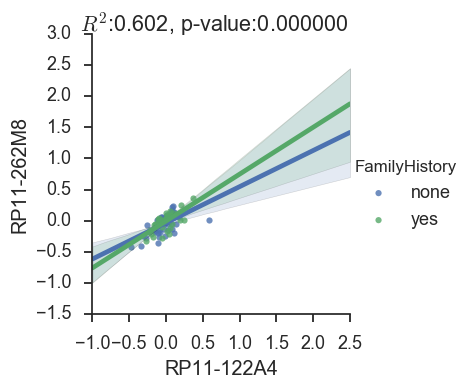 R²:0.602, p-value:0.000000
3.0
2.5
2.0
1.5
1.0
0.5
0.0
−0.5
−1.0
−1.5
RP11-262M8
−1.0 −0.5 0.0 0.5 1.0 1.5 2.0 2.5
RP11-122A4
FamilyHistory
none
yes